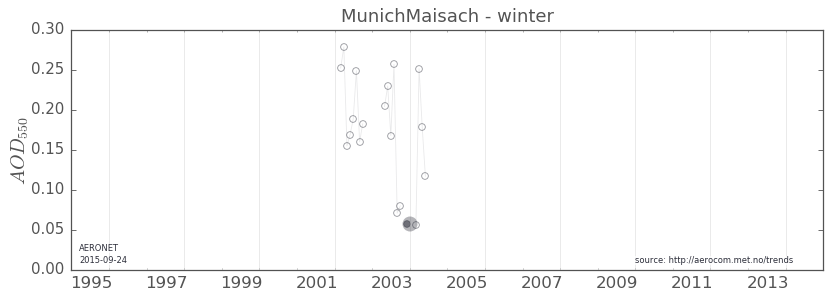 MunichMaisach - winter
0.30
0.25
0.20
0.15
0.10
0.05
0.00
AOD550
AERONET
2015-09-24
source: http://aerocom.met.no/trends
1995 1997 1999 2001 2003 2005 2007 2009 2011 2013